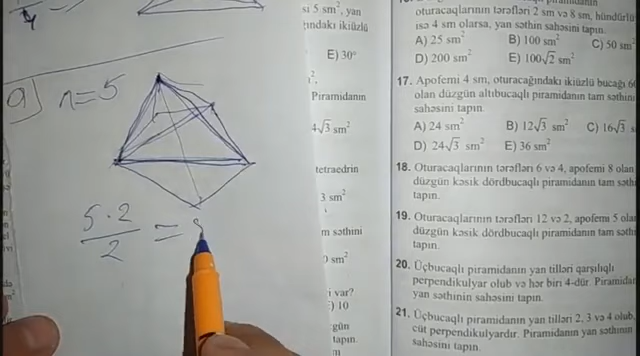 4
a) n=5
5·2
2
=
si 5 sm², yan
ındakı ikiüzlü
E) 30°
Piramidanın
4√3 sm²
tetraedrin
3 sm²
m səthini
sm²
i var?
10
gün
tapın.
oturacaqlarının tərəfləri 2 sm və 8 sm, hündürlü
isə 4 sm olarsa, yan səthin sahəsini tapın.
A) 25 sm² B) 100 sm² C) 50 sm
D) 200 sm² E) 100√2 sm²
17. Apofemi 4 sm, oturacağındakı ikiüzlü bucağı 6
olan düzgün altıbucaqlı piramidanın tam səthi
sahəsini tapın.
A) 24 sm² B) 12√3 sm² C) 16√3
D) 24√3 sm² E) 36 sm²
18. Oturacaqlarının tərəfləri 6 və 4, apofemi 8 olan
düzgün kəsik dördbucaqlı piramidanın tam səth
tapın.
19. Oturacaqlarının tərəfləri 12 və 2, apofemi 5 olan
düzgün kəsik dördbucaqlı piramidanın tam səth
tapın.
20. Üçbucaqlı piramidanın yan tilləri qarşılıqlı
perpendikulyar olub və hər biri 4-dür. Piramidan
yan səthinin sahəsini tapın.
21. Üçbucaqlı piramidanın yan tilləri 2, 3 və 4 olub,
cüt perpendikulyardır. Piramidanın yan səthinin
sahəsini tapın.